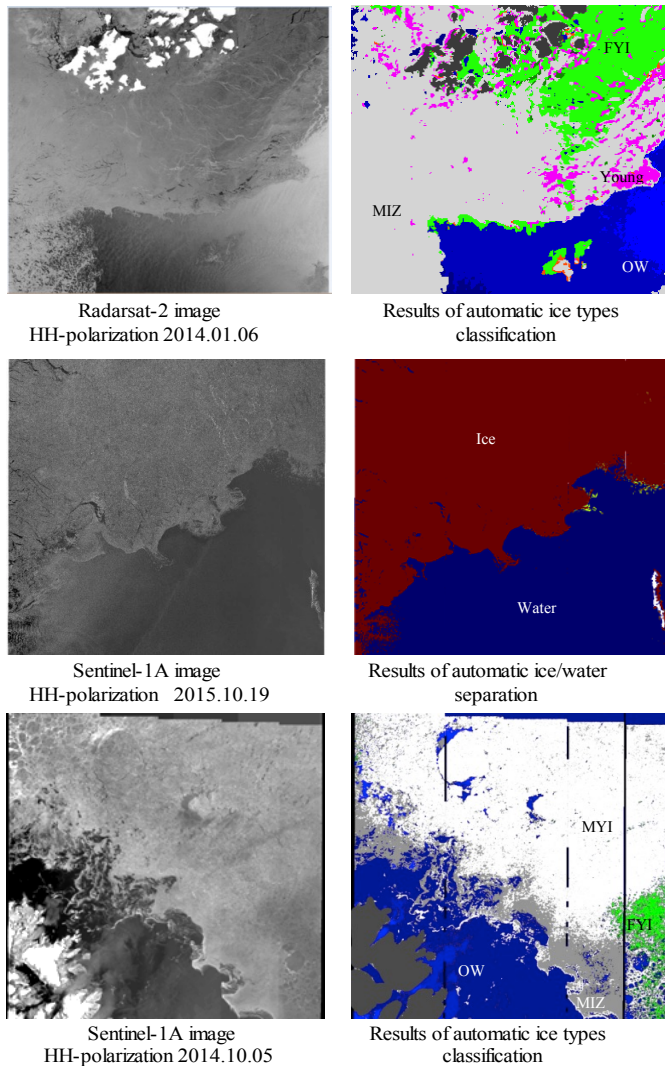 FYI
Young
MIZ
OW
Radarsat-2 image
HH-polarization 2014.01.06
Results of automatic ice types
classification
Ice
Water
Sentinel-1A image
HH-polarization 2015.10.19
Results of automatic ice/water
separation
MYI
FYI
OW
MIZ
Sentinel-1A image
HH-polarization 2014.10.05
Results of automatic ice types
classification